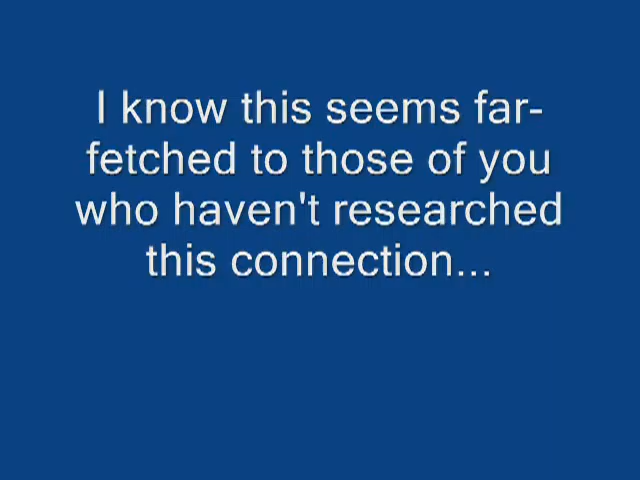 I know this seems far-
fetched to those of you
who haven't researched
this connection...